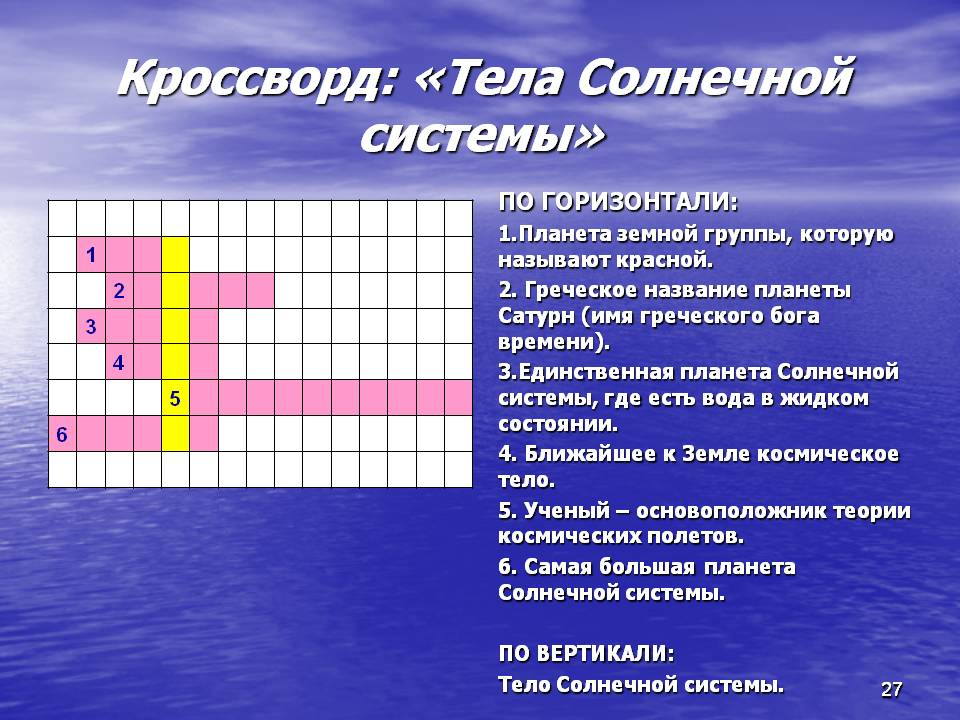 Кроссворд: «Тела Солнечной
системы»
1
2
3
4
5
6
ПО ГОРИЗОНТАЛИ:
1.Планета земной группы, которую
называют красной.
2. Греческое название планеты
Сатурн (имя греческого бога
времени).
3.Единственная планета Солнечной
системы, где есть вода в жидком
состоянии.
4. Ближайшее к Земле космическое
тело.
5. Ученый – основоположник теории
космических полетов.
6. Самая большая планета
Солнечной системы.
ПО ВЕРТИКАЛИ:
Тело Солнечной системы.
27